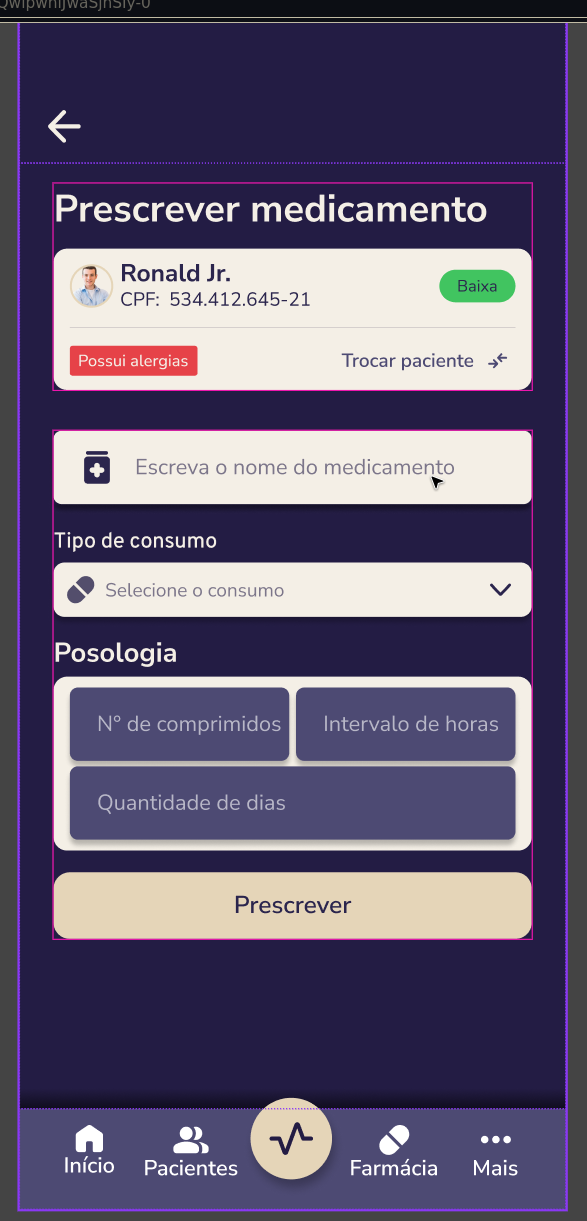 Prescrever medicamento
Ronald Jr.
CPF: 534.412.645-21
Baixa
Possui alergias
Trocar paciente
Escreva o nome do medicamento
Tipo de consumo
Selecione o consumo
Posologia
Nº de comprimidos
Intervalo de horas
Quantidade de dias
Prescrever
Início
Pacientes
Farmácia
Mais